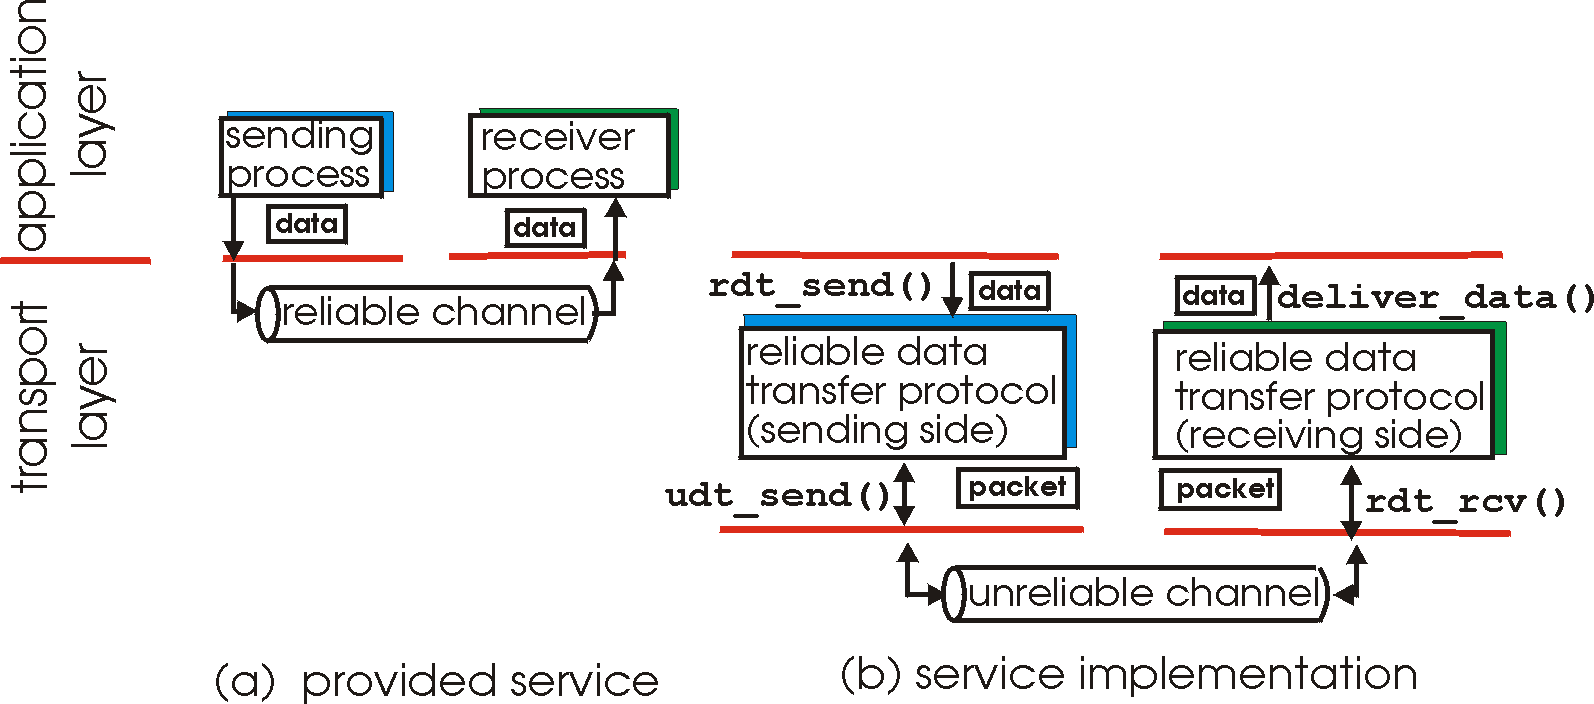 application
layer
transport
layer
sending
process
receiver
process
data
data
reliable channel
(a) provided service
rdt_send()
data
data
deliver_data()
reliable data
transfer protocol
(sending side)
reliable data
transfer protocol
(receiving side)
udt_send()
packet
packet
rdt_rcv()
unreliable channel
(b) service implementation